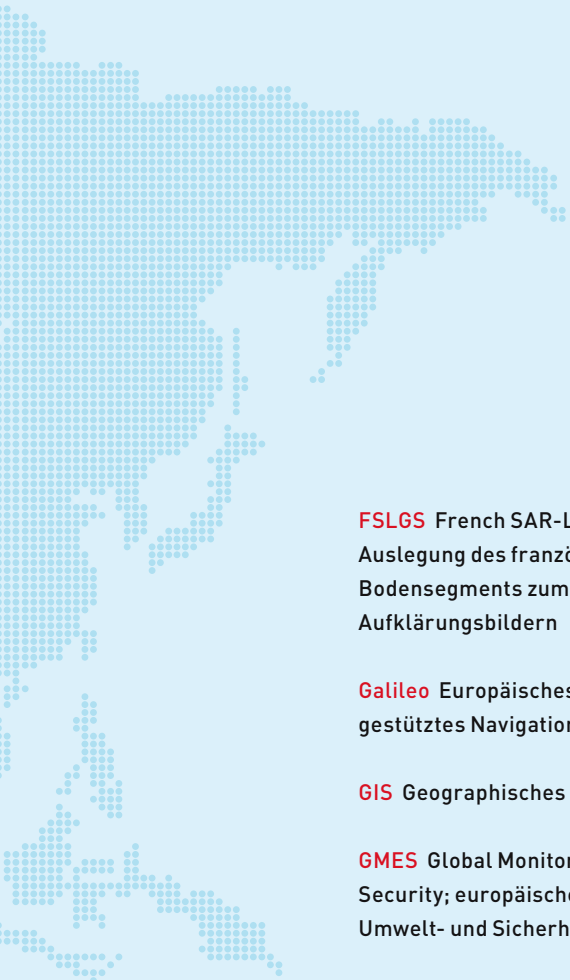 FSLGS French SAR-L
Auslegung des franzö
Bodensegments zum
Aufklärungsbildern
Galileo Europäisches
gestütztes Navigation
GIS Geographisches
GMES Global Monitor
Security; europäische
Umwelt- und Sicherh